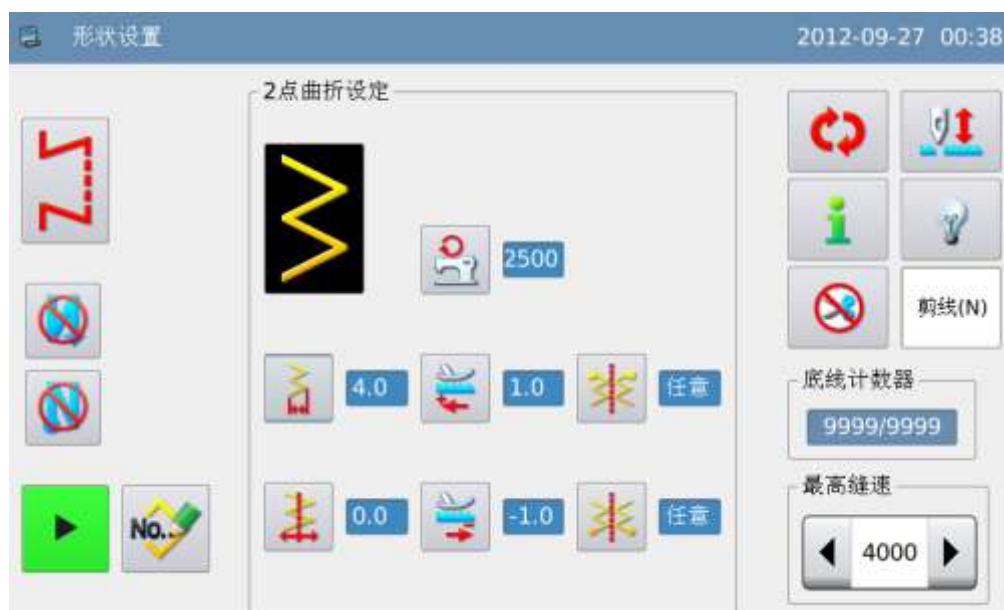 形状设置
2012-09-27 00:38
2点曲折设定
2500
4.0
1.0
任意
0.0
-1.0
任意
No.
剪线(N)
底线计数器
9999/9999
最高缝速
4000